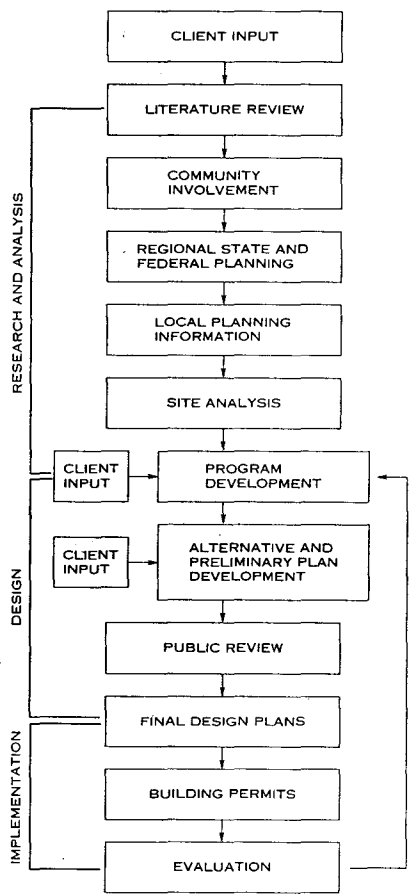 CLIENT INPUT
LITERATURE REVIEW
COMMUNITY
INVOLVEMENT
REGIONAL STATE AND
FEDERAL PLANNING
LOCAL PLANNING
INFORMATION
SITE ANALYSIS
RESEARCH AND ANALYSIS
CLIENT
INPUT
PROGRAM
DEVELOPMENT
CLIENT
INPUT
ALTERNATIVE AND
PRELIMINARY PLAN
DEVELOPMENT
PUBLIC REVIEW
DESIGN
FINAL DESIGN PLANS
BUILDING PERMITS
EVALUATION
IMPLEMENTATION